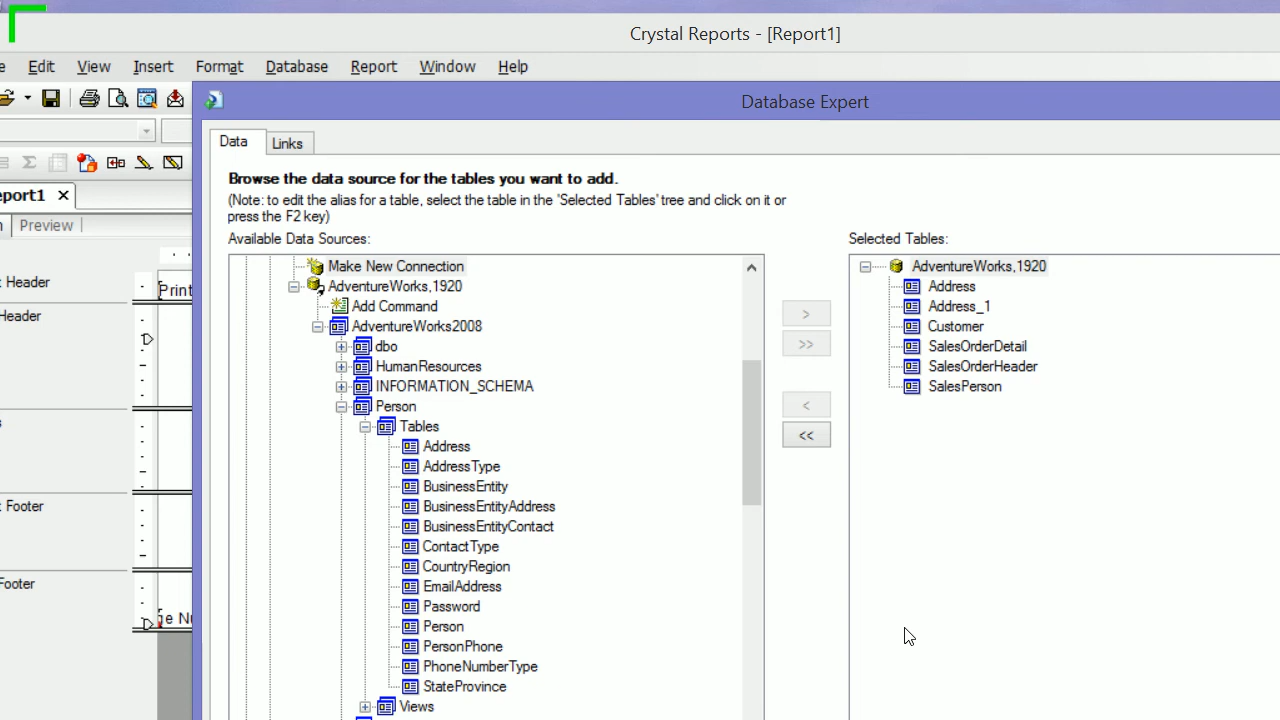 Crystal Reports - [Report1]
e Edit View Insert Format Database Report Window Help
Database Expert
Data Links
eport1
Preview
Browse the data source for the tables you want to add.
(Note: to edit the alias for a table, select the table in the 'Selected Tables' tree and click on it or
press the F2 key)
Available Data Sources:
Selected Tables:
Make New Connection
AdventureWorks,1920
Add Command
AdventureWorks2008
dbo
HumanResources
INFORMATION_SCHEMA
Person
Tables
Address
AddressType
BusinessEntity
BusinessEntityAddress
BusinessEntityContact
ContactType
CountryRegion
EmailAddress
Password
Person
PersonPhone
PhoneNumberType
StateProvince
Views
>
>>
<
<<
AdventureWorks,1920
Address
Address_1
Customer
SalesOrderDetail
SalesOrderHeader
SalesPerson
Header
Print
Header
Footer
Footer
ge Nu